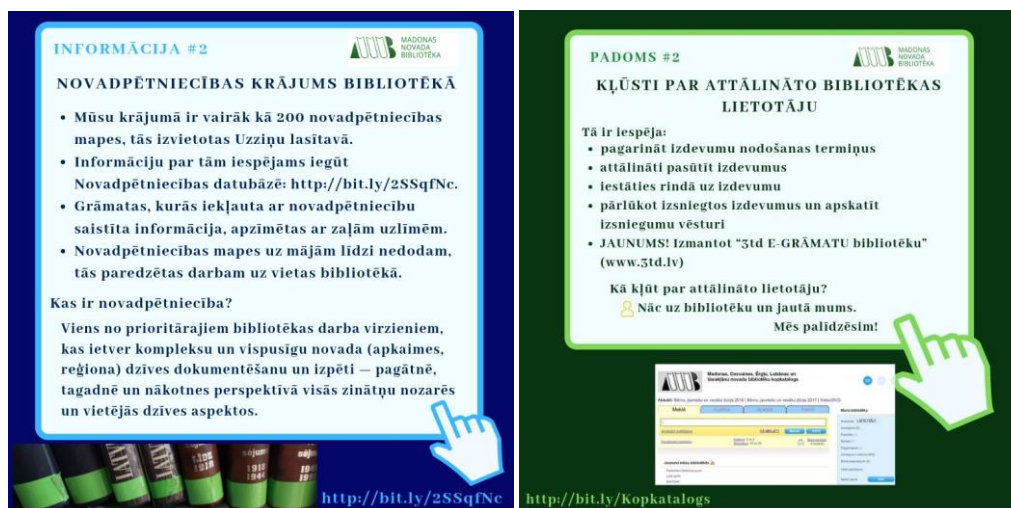 INFORMĀCIJA #2
MADONAS
NOVADA
BIBLIOTĒKA
NOVADPĒTNIECĪBAS KRĀJUMS BIBLIOTĒKĀ
• Mūsu krājumā ir vairāk kā 200 novadpētniecības
mapes, tās izvietotas Uzziņu lasītavā.
• Informāciju par tām iespējams iegūt
Novadpētniecības datubāzē: http://bit.ly/2SSqfNc.
• Grāmatas, kurās iekļauta ar novadpētniecību
saistīta informācija, apzīmētas ar zaļām uzlīmēm.
• Novadpētniecības mapes uz mājām līdzi nedodam,
tās paredzētas darbam uz vietas bibliotēkā.
Kas ir novadpētniecība?
Viens no prioritārajiem bibliotēkas darba virzieniem,
kas ietver kompleksu un vispusīgu novada (apkaimes,
reģiona) dzīves dokumentēšanu un izpēti — pagātnē,
tagadnē un nākotnes perspektīvā visās zinātņu nozarēs
un vietējās dzīves aspektos.
LĪDZ
1918
sējums
1918
1944
http://bit.ly/2SSqfNc
PADOMS #2
MADONAS
NOVADA
BIBLIOTĒKA
KĻŪSTI PAR ATTĀLINĀTO BIBLIOTĒKAS
LIETOTĀJU
Tā ir iespēja:
• pagarināt izdevumu nodošanas termiņus
• attālināti pasūtīt izdevumus
• iestāties rindā uz izdevumu
• pārlūkot izsniegtos izdevumus un apskatīt
izsniegumu vēsturi
• JAUNUMS! Izmantot “3td E-GRĀMATU bibliotēku”
(www.3td.lv)
Kā kļūt par attālināto lietotāju?
Nāc uz bibliotēku un jautā mums.
Mēs palīdzēsim!
Madonas, Cesvaines, Ērgļu, Lubānas un
Varakļānu novada bibliotēku kopkatalogs
http://bit.ly/Kopkatalogs